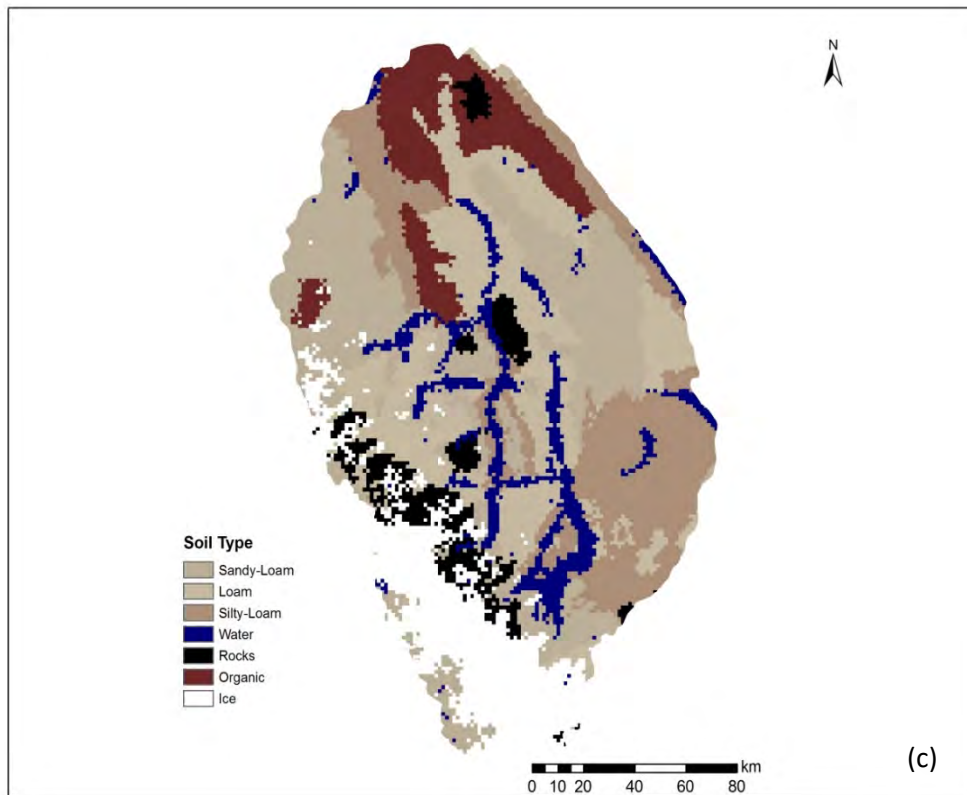 N
Soil Type
Sandy-Loam
Loam
Silty-Loam
Water
Rocks
Organic
Ice
km
0 10 20 40 60 80
(c)